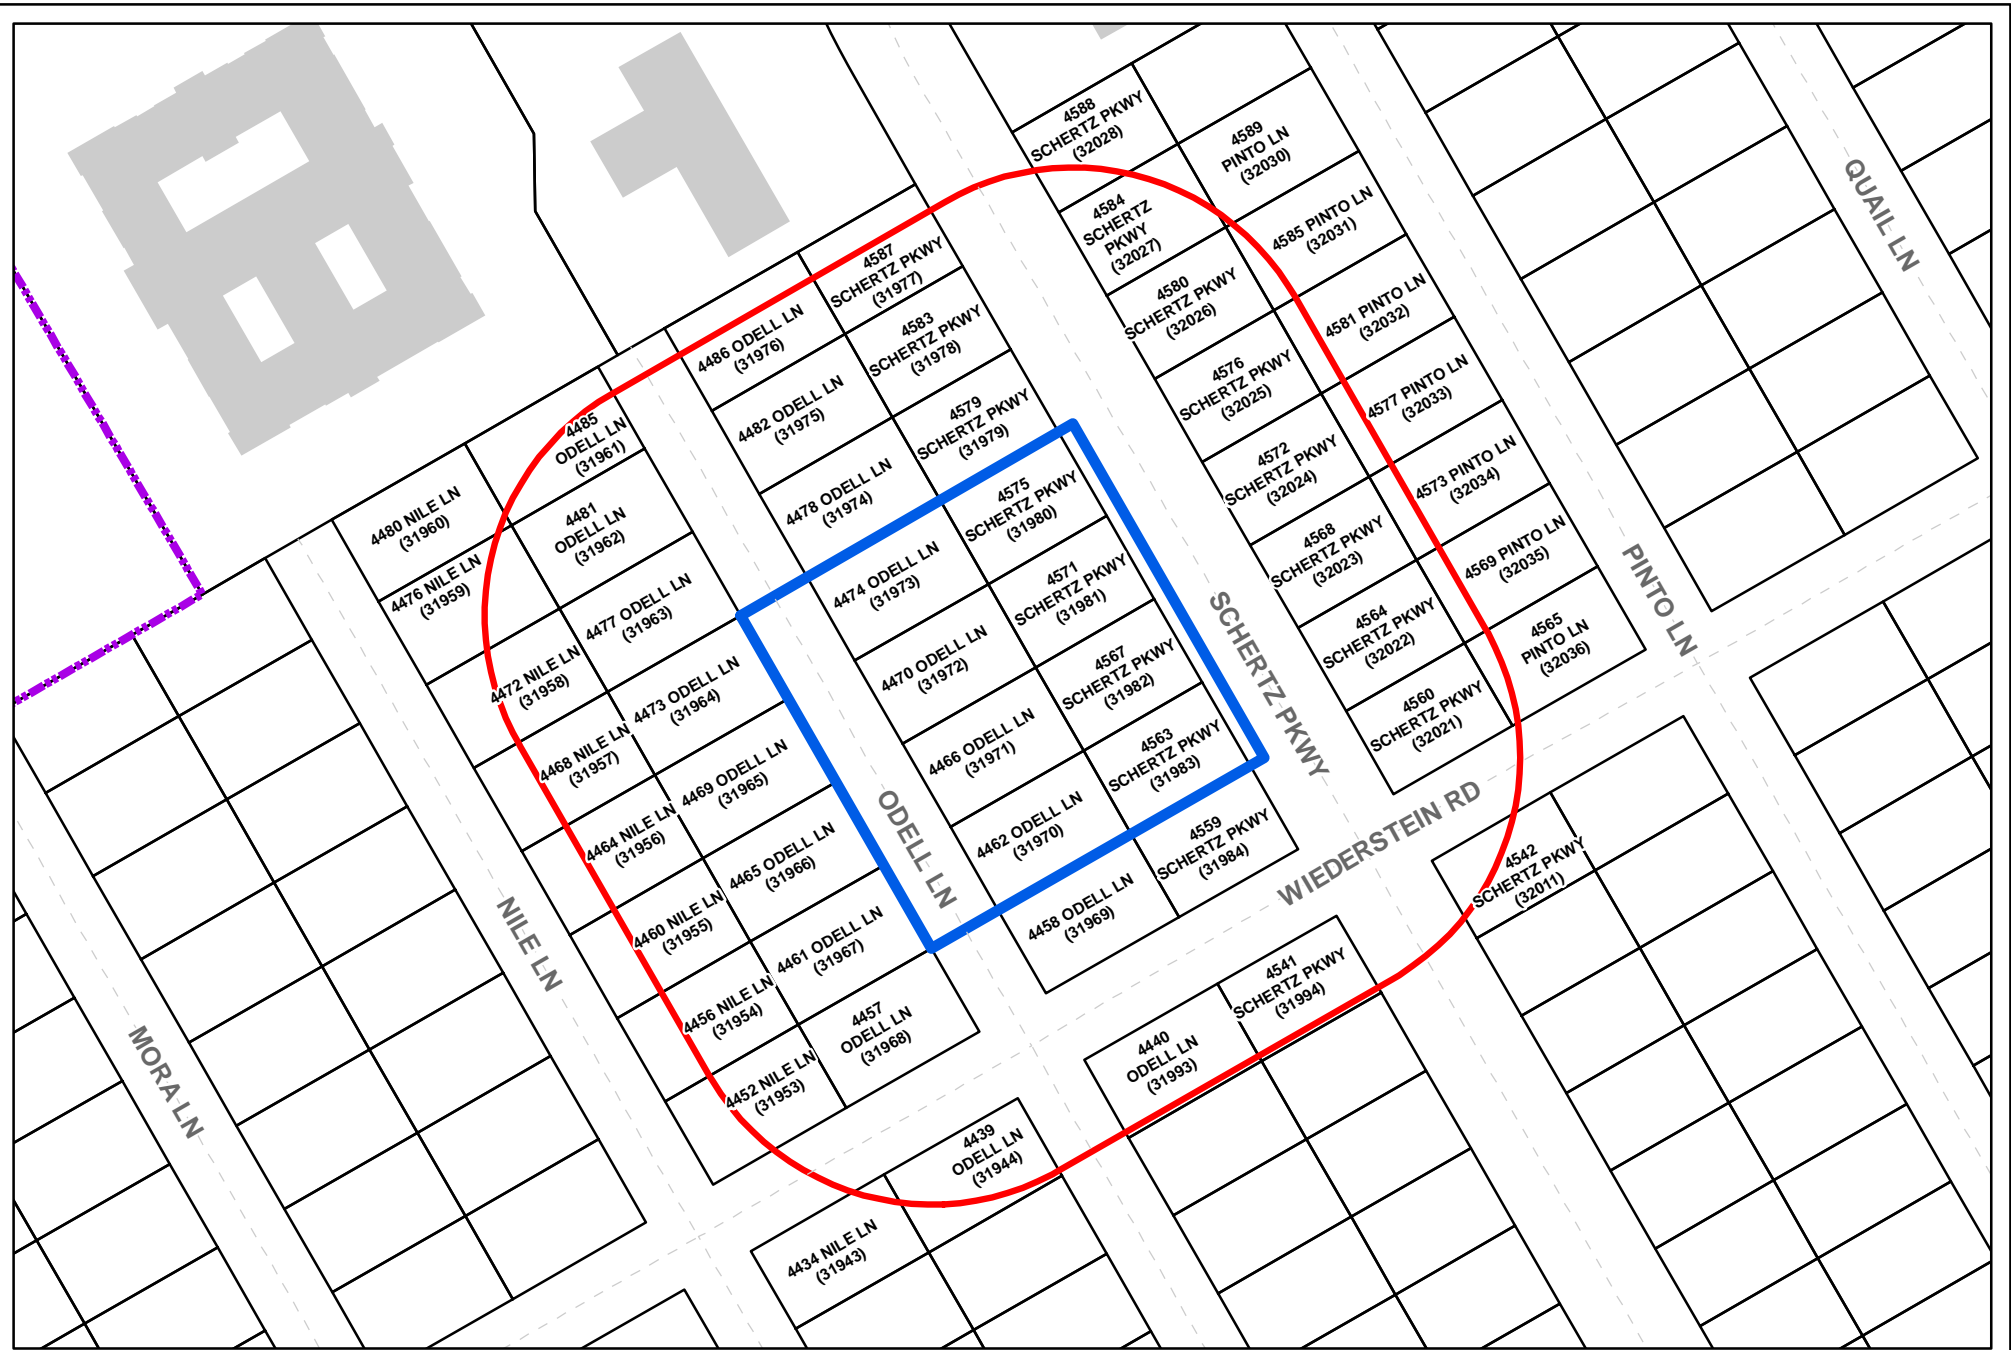 4588
SCHERTZ PKWY
(32028)
4589
PINTO LN
(32030)
4584
SCHERTZ
PKWY
(32027)
4585 PINTO LN
(32031)
QUAIL LN
4587
SCHERTZ PKWY
(31977)
4580
SCHERTZ PKWY
(32026)
4581 PINTO LN
(32032)
4486 ODELL LN
(31976)
4583
SCHERTZ PKWY
(31978)
4576
SCHERTZ PKWY
(32025)
4577 PINTO LN
(32033)
4485
ODELL LN
(31961)
4482 ODELL LN
(31975)
4579
SCHERTZ PKWY
(31979)
4572
SCHERTZ PKWY
(32024)
4573 PINTO LN
(32034)
4480 NILE LN
(31960)
4481
ODELL LN
(31962)
4478 ODELL LN
(31974)
4575
SCHERTZ PKWY
(31980)
4568
SCHERTZ PKWY
(32023)
4569 PINTO LN
(32035)
4476 NILE LN
(31959)
4477 ODELL LN
(31963)
4474 ODELL LN
(31973)
4571
SCHERTZ PKWY
(31981)
4564
SCHERTZ PKWY
(32022)
4565
PINTO LN
(32036)
PINTO LN
4472 NILE LN
(31958)
4473 ODELL LN
(31964)
4470 ODELL LN
(31972)
4567
SCHERTZ PKWY
(31982)
SCHERTZ PKWY
4560
SCHERTZ PKWY
(32021)
4468 NILE LN
(31957)
4469 ODELL LN
(31965)
4466 ODELL LN
(31971)
4563
SCHERTZ PKWY
(31983)
4464 NILE LN
(31956)
4465 ODELL LN
(31966)
ODELL LN
4462 ODELL LN
(31970)
4559
SCHERTZ PKWY
(31984)
WIEDERSTEIN RD
4542
SCHERTZ PKWY
(32011)
4460 NILE LN
(31955)
4461 ODELL LN
(31967)
4458 ODELL LN
(31969)
NILE LN
4456 NILE LN
(31954)
4457
ODELL LN
(31968)
4541
SCHERTZ PKWY
(31994)
4440
ODELL LN
(31993)
MORA LN
4452 NILE LN
(31953)
4439
ODELL LN
(31944)
4434 NILE LN
(31943)